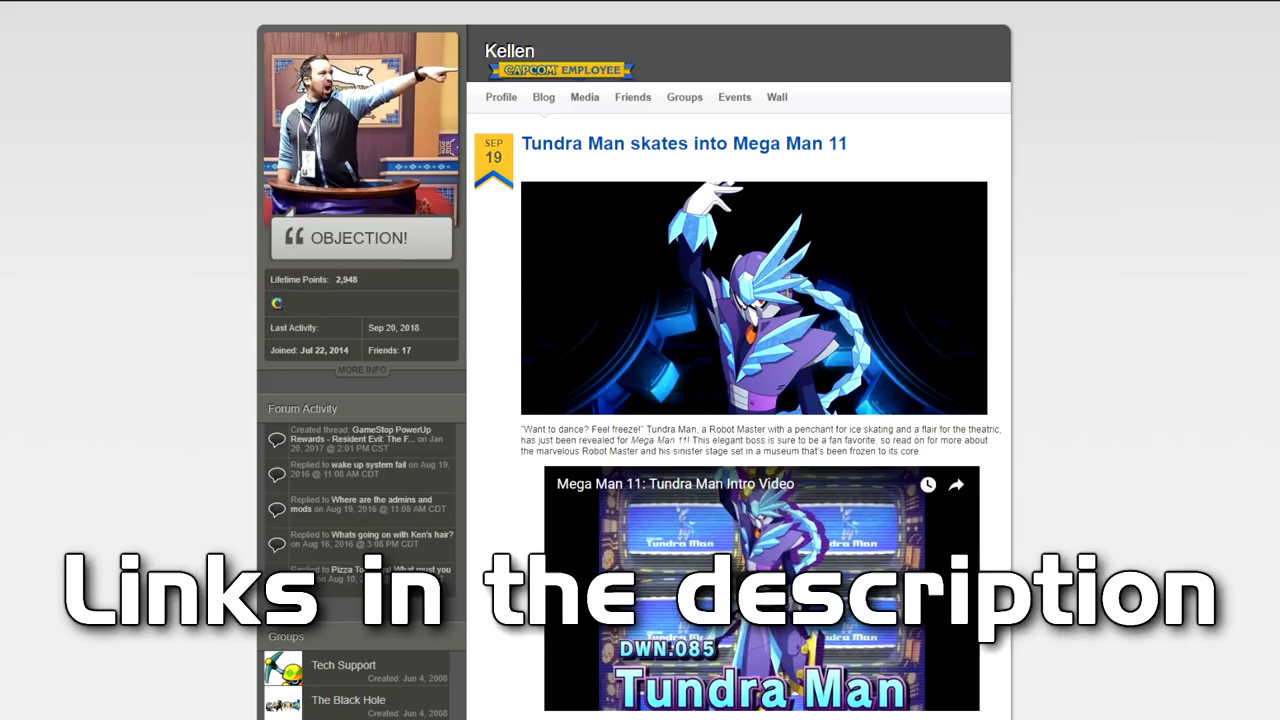 Kellen
CAPCOM EMPLOYEE
Profile Blog Media Friends Groups Events Wall
SEP
19
Tundra Man skates into Mega Man 11
OBJECTION!
Lifetime Points: 2,948
Last Activity: Sep 20, 2018
Joined: Jul 22, 2014 Friends: 17
MORE INFO
Forum Activity
Created thread: GameStop PowerUp
Rewards - Resident Evil: The F... on Jan
20, 2017 @ 2:01 PM CST
Replied to wake up system fail on Aug 19,
2016 @ 11:08 AM CDT
Replied to Where are the admins and
mods on Aug 19, 2016 @ 11:08 AM CDT
Replied to Whats going on with Ken's hair?
on Aug 16, 2016 @ 3:08 PM CDT
Groups
Tech Support
Created: Jun 4, 2008
The Black Hole
Created: Jun 4, 2008
"Want to dance? Feel freeze!" Tundra Man, a Robot Master with a penchant for ice skating and a flair for the theatric,
has just been revealed for Mega Man 11! This elegant boss is sure to be a fan favorite, so read on for more about
the marvelous Robot Master and his sinister stage set in a museum that's been frozen to its core
Mega Man 11: Tundra Man Intro Video
Tundra Man
DWN.085
Tundra Man
Links in the description